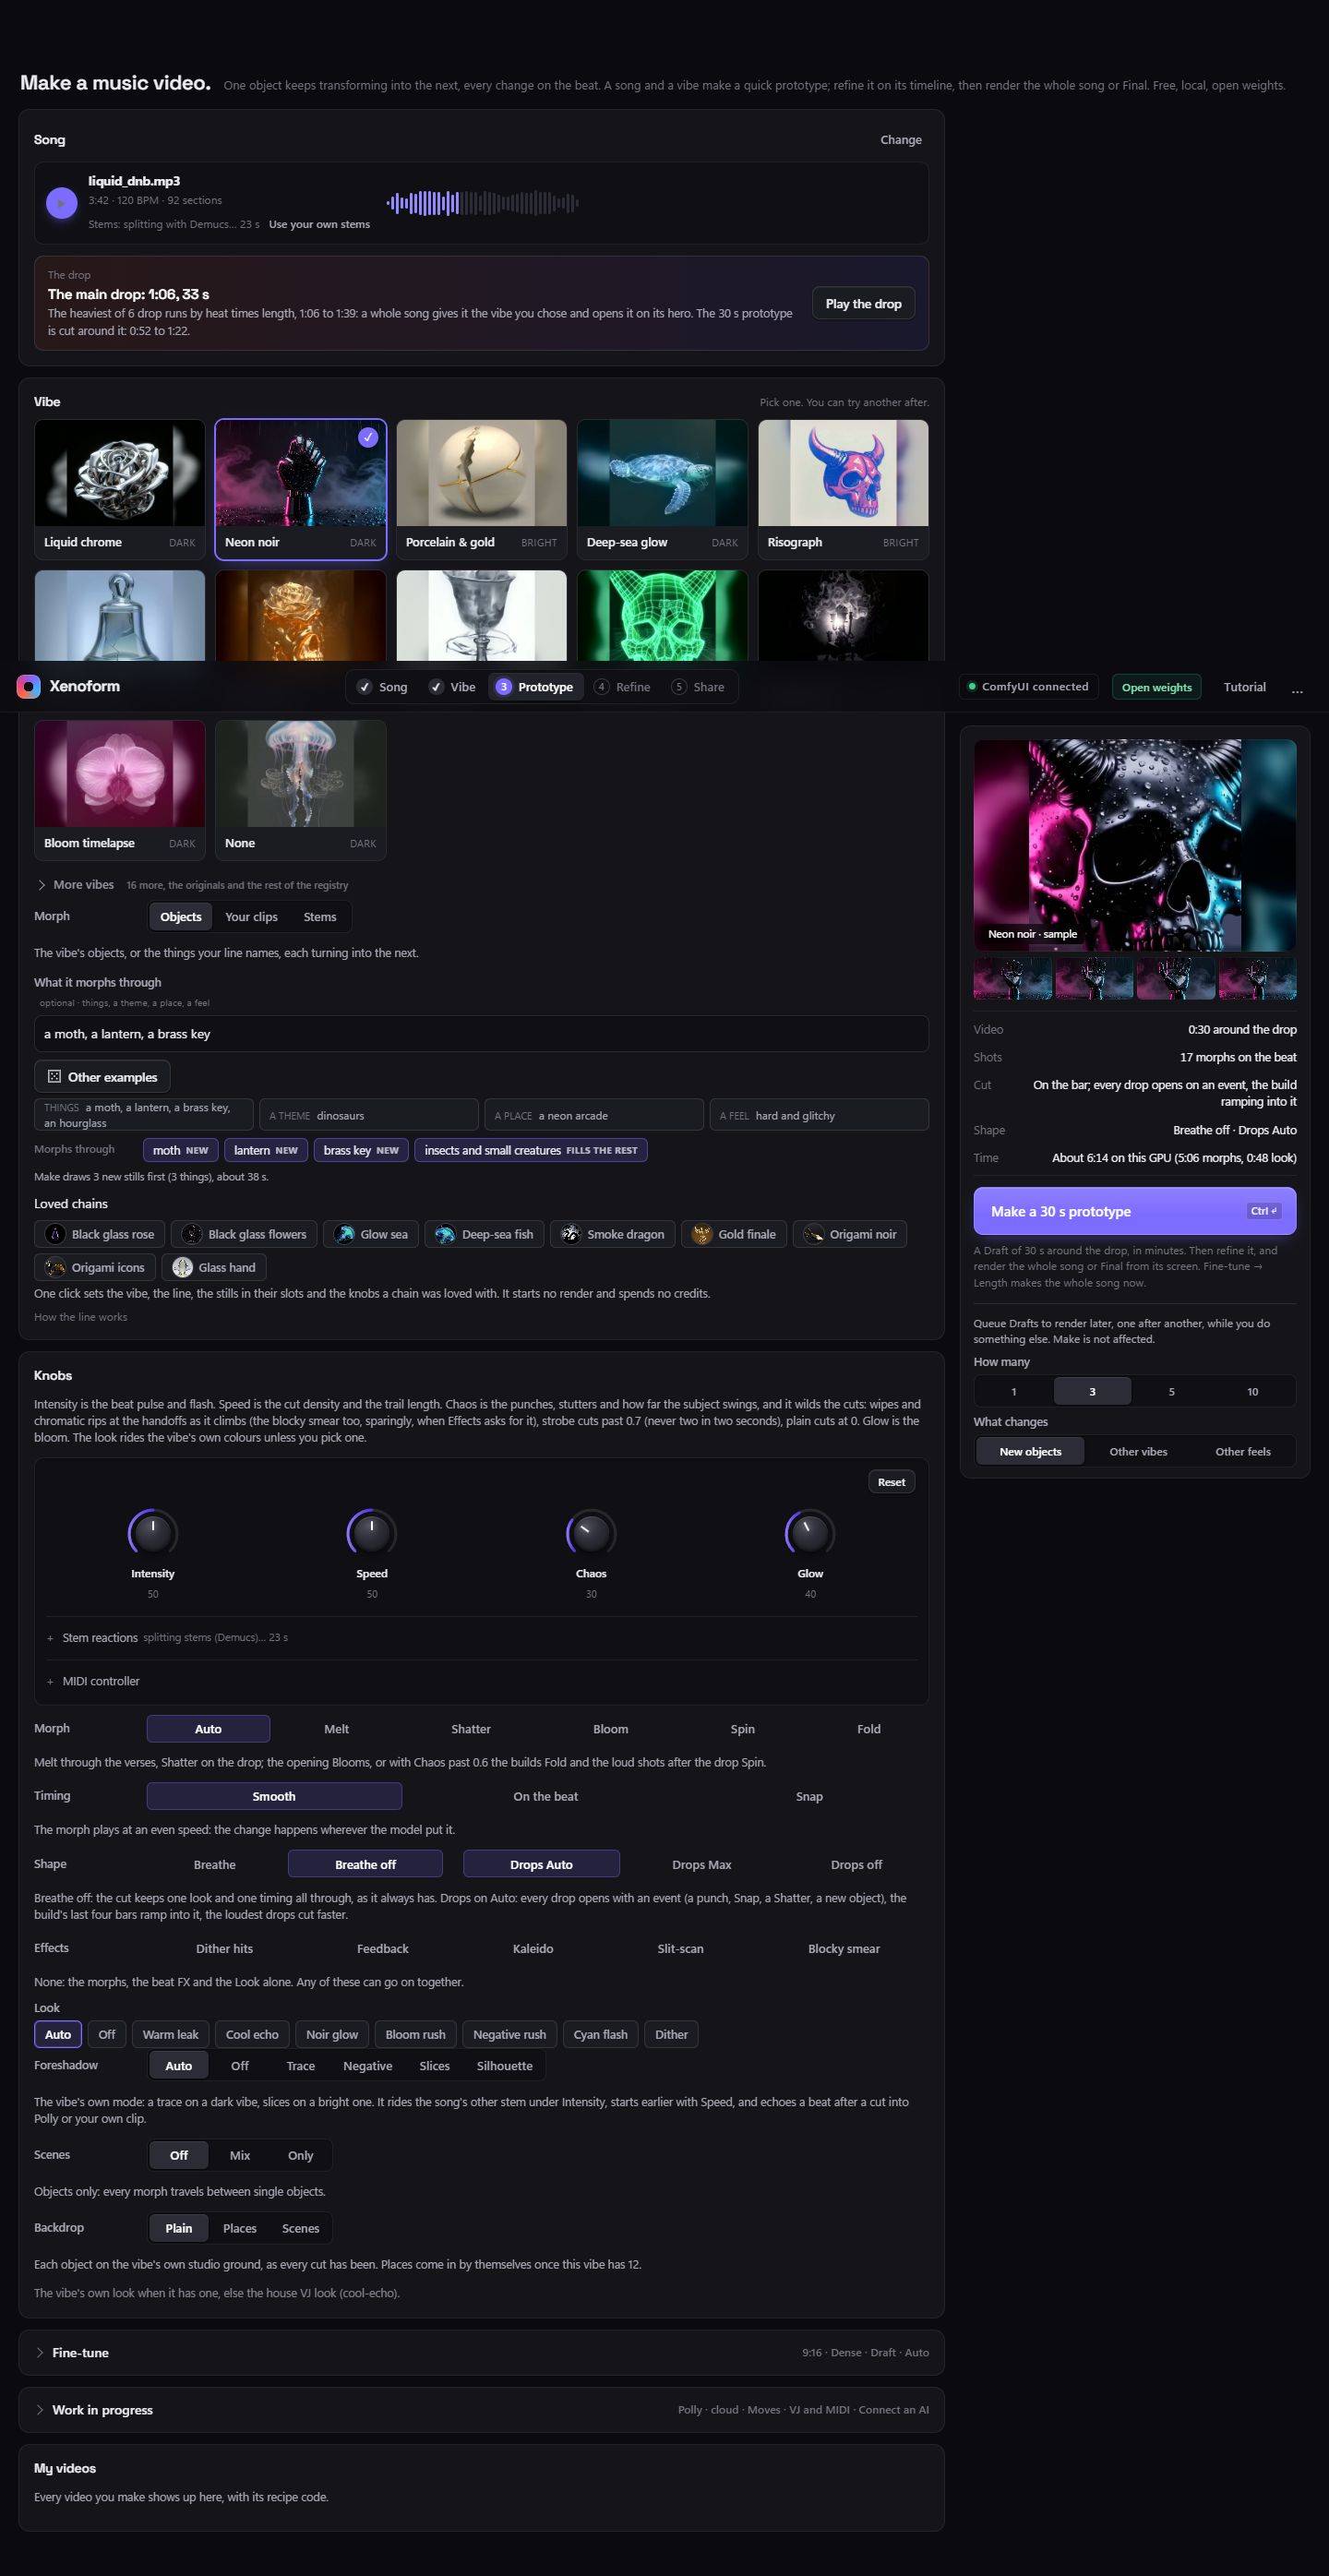 Make a music video. One object keeps transforming into the next, every change on the beat. A song and a vibe make a quick prototype; refine it on its timeline, then render the whole song or Final. Free, local, open weights.
Song
Change
liquid_dnb.mp3
3:42 · 120 BPM · 92 sections
Stems: splitting with Demucs... 23 s Use your own stems
The drop
The main drop: 1:06, 33 s
The heaviest of 6 drop runs by heat times length, 1:06 to 1:39: a whole song gives it the vibe you chose and opens it on its hero. The 30 s prototype
is cut around it: 0:52 to 1:22.
Play the drop
Vibe
Pick one. You can try another after.
Liquid chrome DARK
Neon noir DARK
Porcelain & gold BRIGHT
Deep-sea glow DARK
Risograph BRIGHT
Xenoform
Song
Vibe
3 Prototype
4 Refine
5 Share
ComfyUI connected
Open weights
Tutorial
...
Bloom timelapse DARK
None DARK
More vibes 16 more, the originals and the rest of the registry
Morph
Objects
Your clips
Stems
The vibe's objects, or the things your line names, each turning into the next.
What it morphs through
optional · things, a theme, a place, a feel
a moth, a lantern, a brass key
Other examples
THINGS a moth, a lantern, a brass key,
an hourglass
A THEME dinosaurs
A PLACE a neon arcade
A FEEL hard and glitchy
Morphs through
moth NEW
lantern NEW
brass key NEW
insects and small creatures FILLS THE REST
Make draws 3 new stills first (3 things), about 38 s.
Loved chains
Black glass rose
Black glass flowers
Glow sea
Deep-sea fish
Smoke dragon
Gold finale
Origami noir
Origami icons
Glass hand
One click sets the vibe, the line, the stills in their slots and the knobs a chain was loved with. It starts no render and spends no credits.
How the line works
Neon noir · sample
Video 0:30 around the drop
Shots 17 morphs on the beat
Cut On the bar; every drop opens on an event, the build
ramping into it
Shape Breathe off · Drops Auto
Time About 6:14 on this GPU (5:06 morphs, 0:48 look)
Make a 30 s prototype Ctrl ⏎
A Draft of 30 s around the drop, in minutes. Then refine it, and
render the whole song or Final from its screen. Fine-tune →
Length makes the whole song now.
Queue Drafts to render later, one after another, while you do
something else. Make is not affected.
How many
1
3
5
10
What changes
New objects
Other vibes
Other feels
Knobs
Intensity is the beat pulse and flash. Speed is the cut density and the trail length. Chaos is the punches, stutters and how far the subject swings, and it wilds the cuts: wipes and
chromatic rips at the handoffs as it climbs (the blocky smear too, sparingly, when Effects asks for it), strobe cuts past 0.7 (never two in two seconds), plain cuts at 0. Glow is the
bloom. The look rides the vibe's own colours unless you pick one.
Reset
Intensity
Speed
Chaos
Glow
50
50
30
40
+ Stem reactions splitting stems (Demucs)... 23 s
+ MIDI controller
Morph
Auto
Melt
Shatter
Bloom
Spin
Fold
Melt through the verses, Shatter on the drop; the opening Blooms, or with Chaos past 0.6 the builds Fold and the loud shots after the drop Spin.
Timing
Smooth
On the beat
Snap
The morph plays at an even speed: the change happens wherever the model put it.
Shape
Breathe
Breathe off
Drops Auto
Drops Max
Drops off
Breathe off: the cut keeps one look and one timing all through, as it always has. Drops on Auto: every drop opens with an event (a punch, Snap, a Shatter, a new object), the
build's last four bars ramp into it, the loudest drops cut faster.
Effects
Dither hits
Feedback
Kaleido
Slit-scan
Blocky smear
None: the morphs, the beat FX and the Look alone. Any of these can go on together.
Look
Auto
Off
Warm leak
Cool echo
Noir glow
Bloom rush
Negative rush
Cyan flash
Dither
Foreshadow
Auto
Off
Trace
Negative
Slices
Silhouette
The vibe's own mode: a trace on a dark vibe, slices on a bright one. It rides the song's other stem under Intensity, starts earlier with Speed, and echoes a beat after a cut into
Polly or your own clip.
Scenes
Off
Mix
Only
Objects only: every morph travels between single objects.
Backdrop
Plain
Places
Scenes
Each object on the vibe's own studio ground, as every cut has been. Places come in by themselves once this vibe has 12.
The vibe's own look when it has one, else the house VJ look (cool-echo).
Fine-tune
9:16 · Dense · Draft · Auto
Work in progress
Polly · cloud · Moves · VJ and MIDI · Connect an AI
My videos
Every video you make shows up here, with its recipe code.